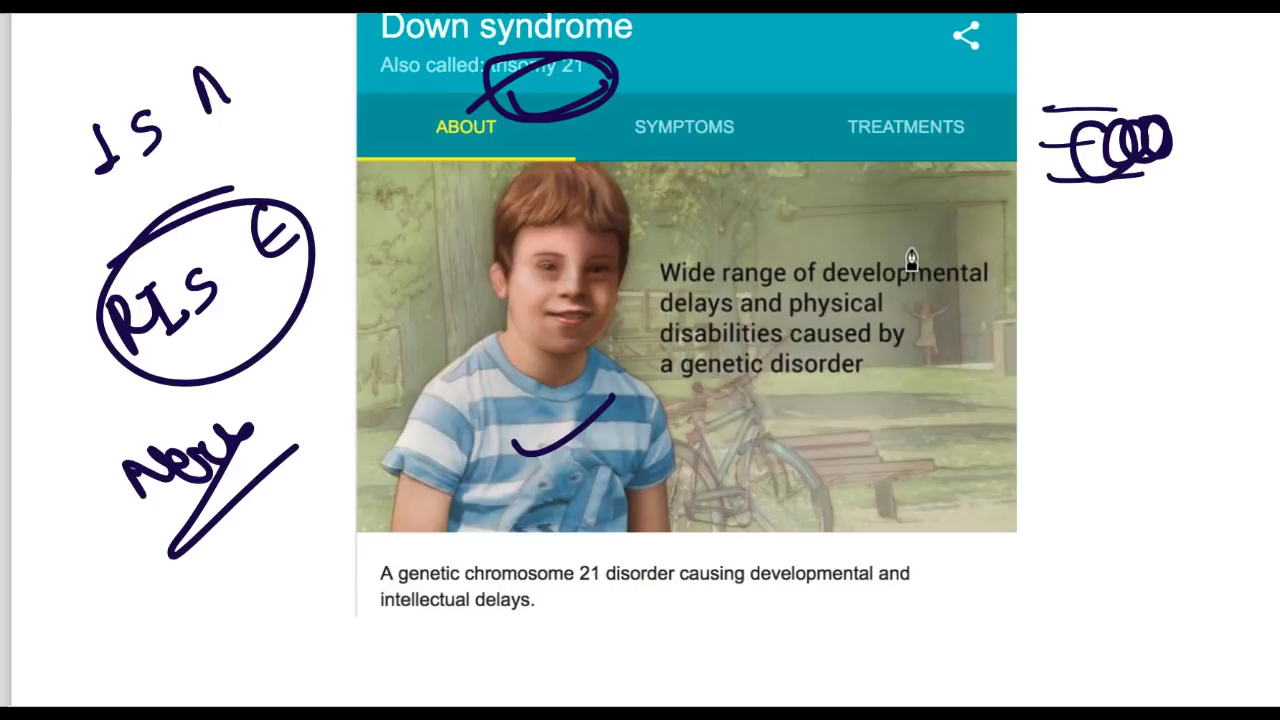 Down syndrome
Also called: trisomy 21
ABOUT SYMPTOMS TREATMENTS
Wide range of developmental
delays and physical
disabilities caused by
a genetic disorder
A genetic chromosome 21 disorder causing developmental and
intellectual delays.